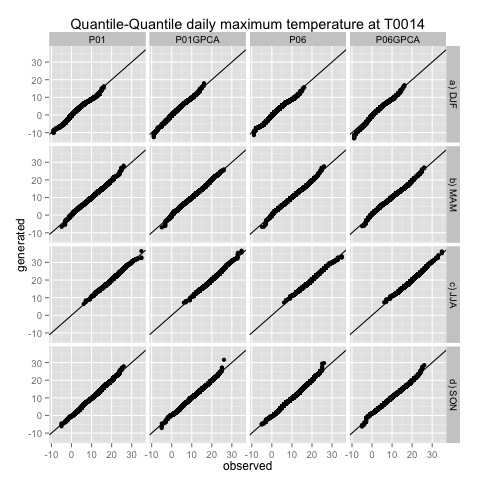 Quantile-Quantile daily maximum temperature at T0014
P01 P01GPCA P06 P06GPCA
30
20
10
0
-10
a) DJF
30
20
10
0
-10
b) MAM
generated
30
20
10
0
-10
c) JJA
30
20
10
0
-10
d) SON
-10 0 10 20 30 -10 0 10 20 30 -10 0 10 20 30 -10 0 10 20 30
observed